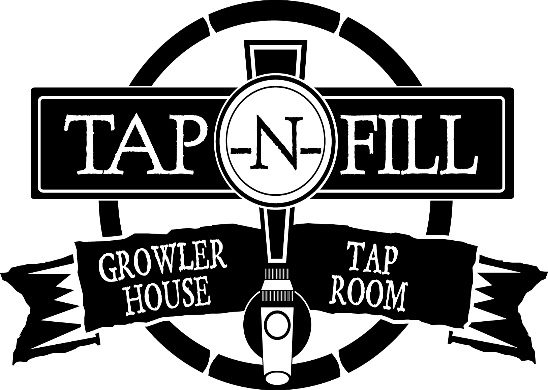 TAP -N- FILL
GROWLER HOUSE
TAP ROOM